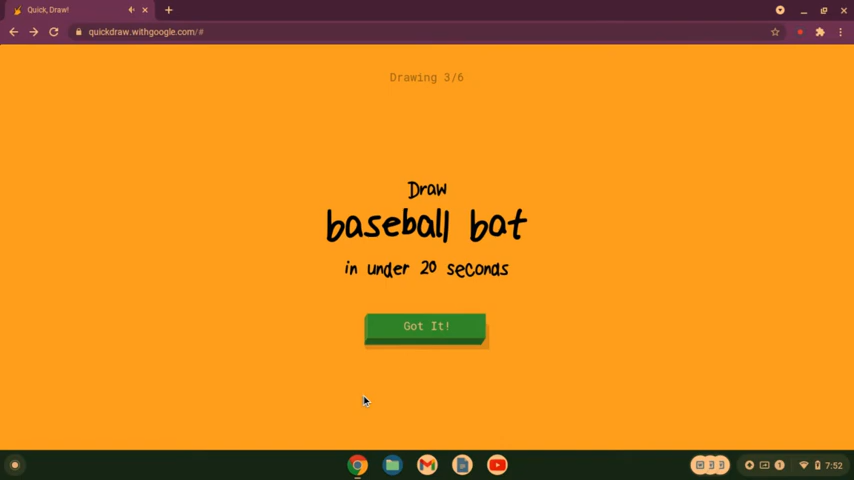 Quick, Draw!
quickdraw.withgoogle.com/#
Drawing 3/6
Draw
baseball bat
in under 20 seconds
Got It!
1
7:52